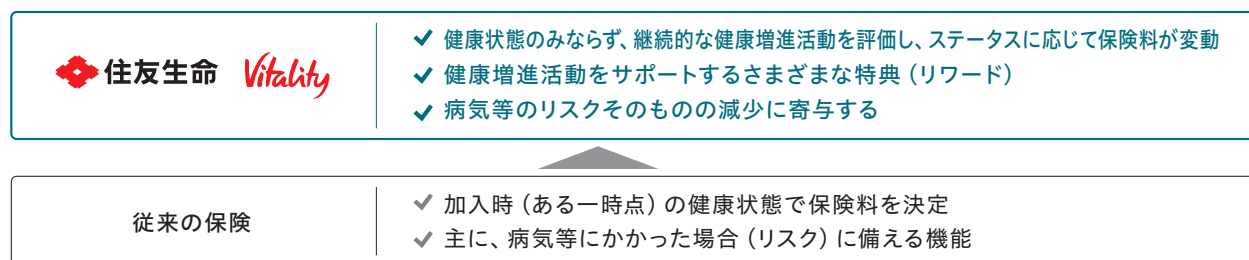 住友生命 Vitality
健康状態のみならず、継続的な健康増進活動を評価し、ステータスに応じて保険料が変動
健康増進活動をサポートするさまざまな特典（リワード）
病気等のリスクそのものの減少に寄与する
従来の保険
加入時（ある一時点）の健康状態で保険料を決定
主に、病気等にかかった場合（リスク）に備える機能